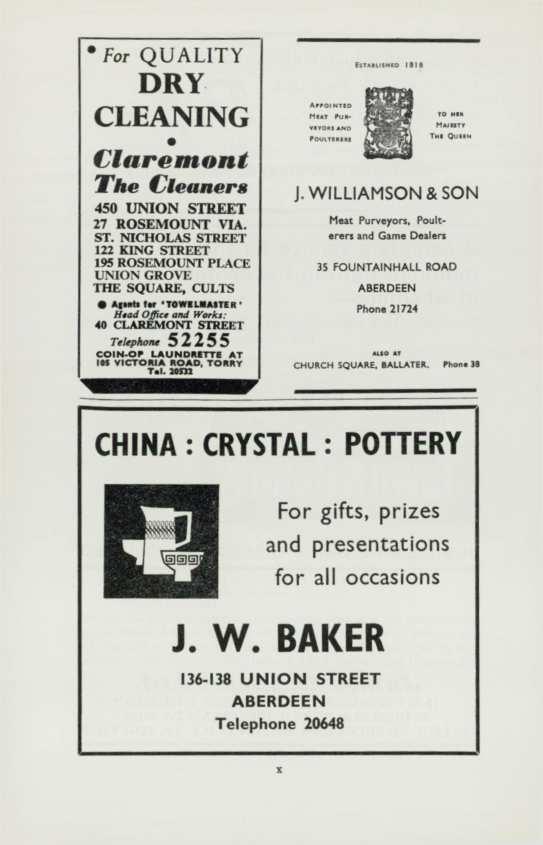 • For QUALITY
DRY
CLEANING
•
Claremont
The Cleaners
450 UNION STREET
27 ROSEMOUNT VIA.
ST. NICHOLAS STREET
122 KING STREET
195 ROSEMOUNT PLACE
UNION GROVE
THE SQUARE, CULTS
● Agents for 'TOWELMASTER'
Head Office and Works:
40 CLAREMONT STREET
Telephone 52255
COIN-OP LAUNDRETTE AT
105 VICTORIA ROAD, TORRY
Tel. 20532
ESTABLISHED 1818
APPOINTED
MEAT PUR-
VEYORS AND
POULTERERS
TO HER
MAJESTY
THE QUEEN
J. WILLIAMSON & SON
Meat Purveyors, Poult-
erers and Game Dealers
35 FOUNTAINHALL ROAD
ABERDEEN
Phone 21724
ALSO AT
CHURCH SQUARE, BALLATER. Phone 38
CHINA : CRYSTAL : POTTERY
For gifts, prizes
and presentations
for all occasions
J. W. BAKER
136-138 UNION STREET
ABERDEEN
Telephone 20648
x